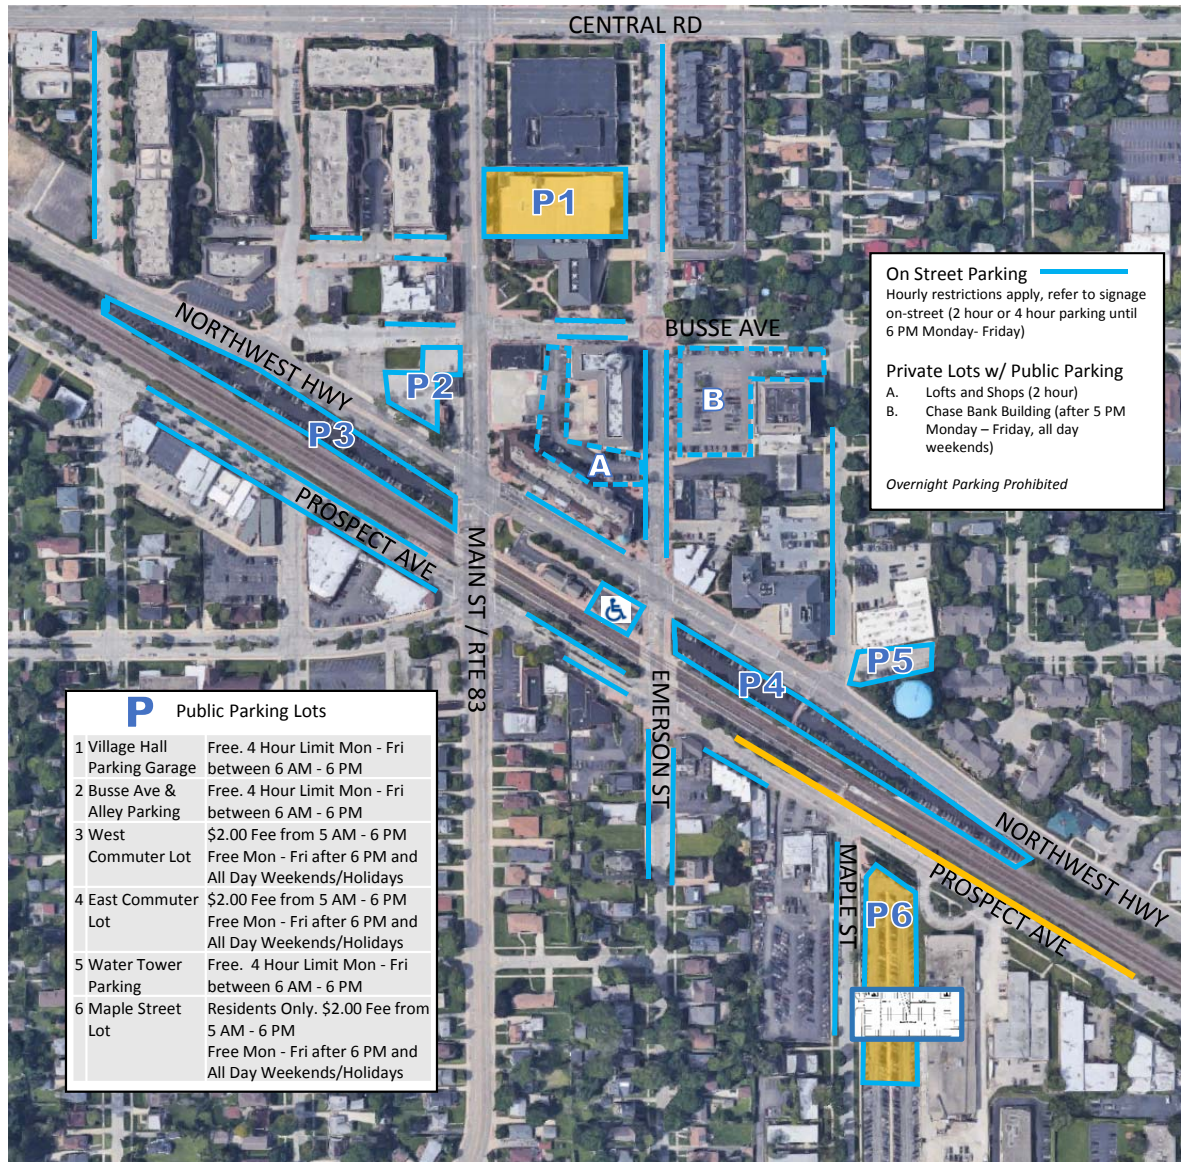 CENTRAL RD
P1
On Street Parking
Hourly restrictions apply, refer to signage
on-street (2 hour or 4 hour parking until
6 PM Monday- Friday)
Private Lots w/ Public Parking
A. Lofts and Shops (2 hour)
B. Chase Bank Building (after 5 PM
Monday – Friday, all day
weekends)
Overnight Parking Prohibited
NORTHWEST HWY
BUSSE AVE
P2
B
P3
A
PROSPECT AVE
MAIN ST / RTE 83
P5
P4
EMERSON ST
P Public Parking Lots
1 Village Hall Free. 4 Hour Limit Mon - Fri
Parking Garage between 6 AM - 6 PM
2 Busse Ave & Free. 4 Hour Limit Mon - Fri
Alley Parking between 6 AM - 6 PM
3 West $2.00 Fee from 5 AM - 6 PM
Commuter Lot Free Mon - Fri after 6 PM and
All Day Weekends/Holidays
4 East Commuter $2.00 Fee from 5 AM - 6 PM
Lot Free Mon - Fri after 6 PM and
All Day Weekends/Holidays
5 Water Tower Free. 4 Hour Limit Mon - Fri
Parking between 6 AM - 6 PM
6 Maple Street Residents Only. $2.00 Fee from
Lot 5 AM - 6 PM
Free Mon - Fri after 6 PM and
All Day Weekends/Holidays
NORTHWEST HWY
MAPLE ST
P6
PROSPECT AVE